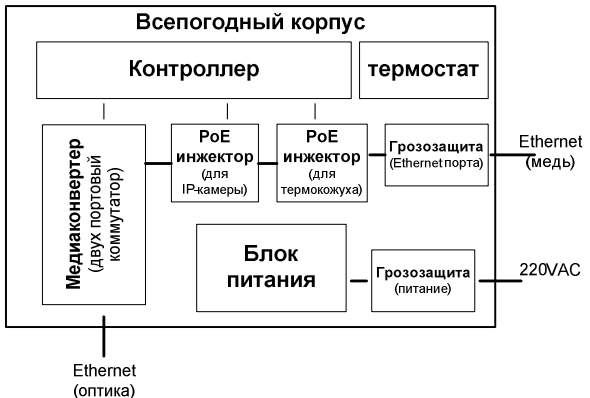 Всепогодный корпус
Контроллер
термостат
Медиаконвертер
(двух портовый
коммутатор)
PoE
инжектор
(для
IP-камеры)
PoE
инжектор
(для
термокожуха)
Грозозащита
(Ethernet порта)
Ethernet
(медь)
Блок
питания
Грозозащита
(питание)
220VAC
Ethernet
(оптика)